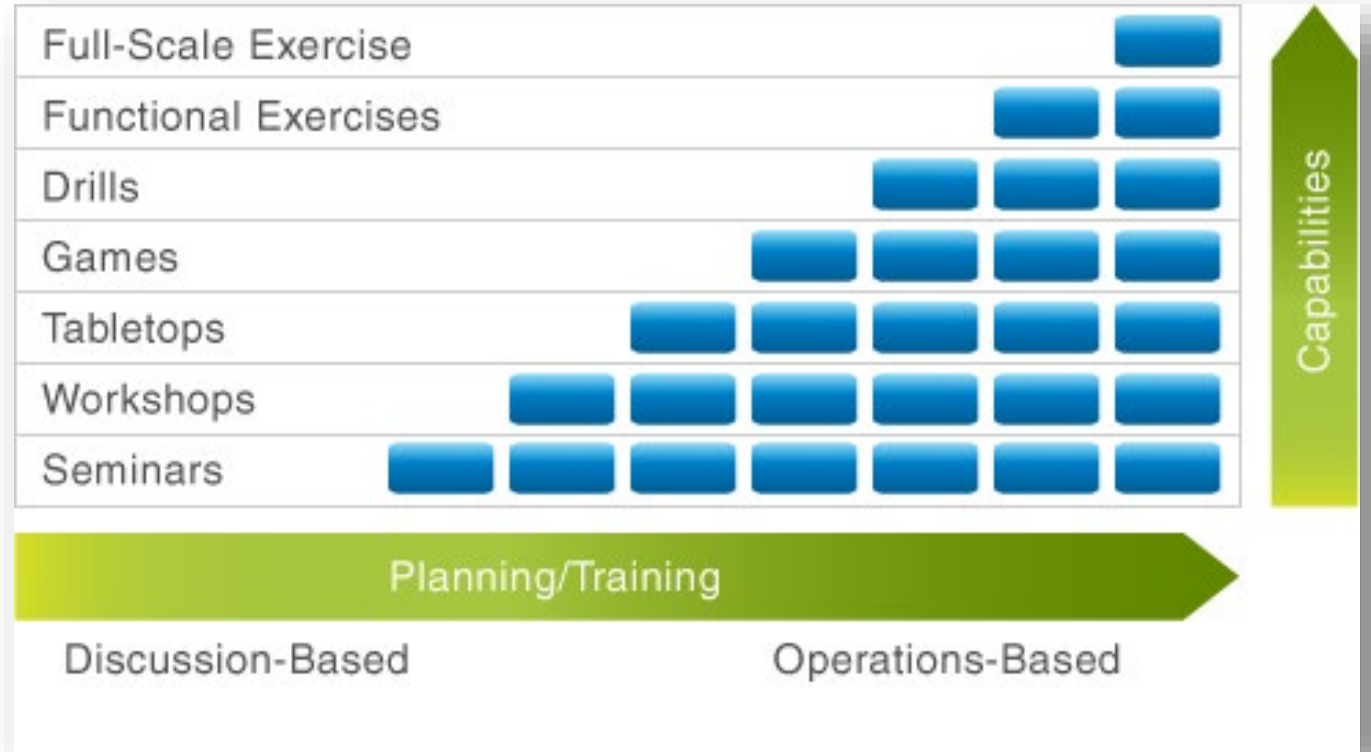 Full-Scale Exercise
Functional Exercises
Drills
Games
Tabletops
Workshops
Seminars
Capabilities
Planning/Training
Discussion-Based
Operations-Based